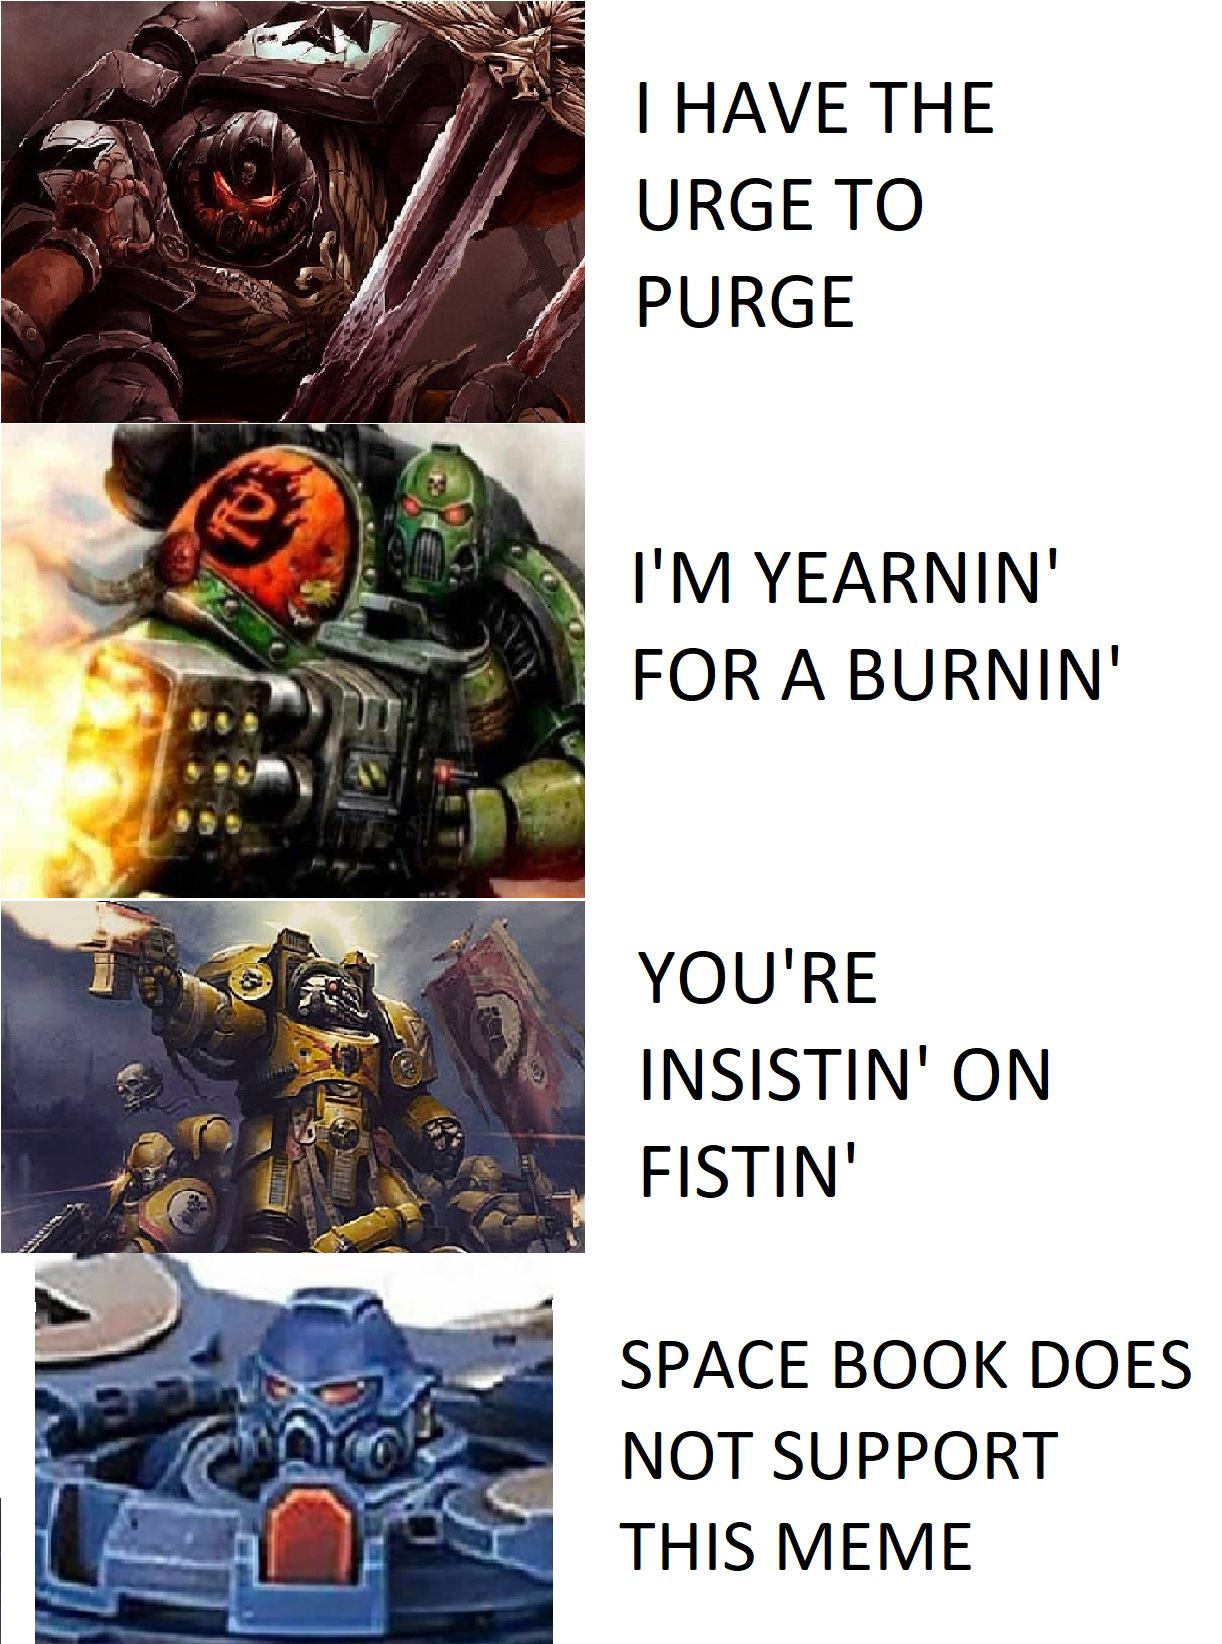 I HAVE THE
URGE TO
PURGE
I'M YEARNIN'
FOR A BURNIN'
YOU'RE
INSISTIN' ON
FISTIN'
SPACE BOOK DOES
NOT SUPPORT
THIS MEME